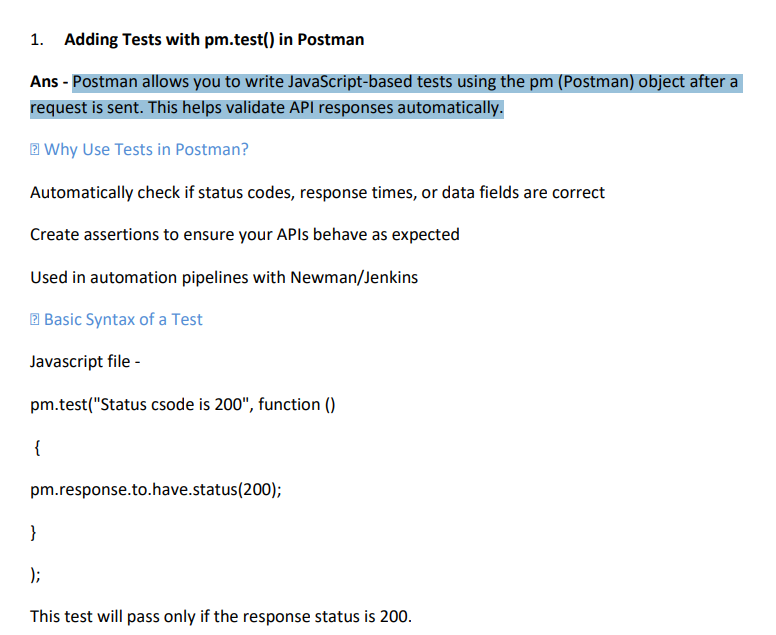 1. Adding Tests with pm.test() in Postman
Ans - Postman allows you to write JavaScript-based tests using the pm (Postman) object after a
request is sent. This helps validate API responses automatically.
⍰ Why Use Tests in Postman?
Automatically check if status codes, response times, or data fields are correct
Create assertions to ensure your APIs behave as expected
Used in automation pipelines with Newman/Jenkins
⍰ Basic Syntax of a Test
Javascript file -
pm.test("Status csode is 200", function ()
{
pm.response.to.have.status(200);
}
);
This test will pass only if the response status is 200.